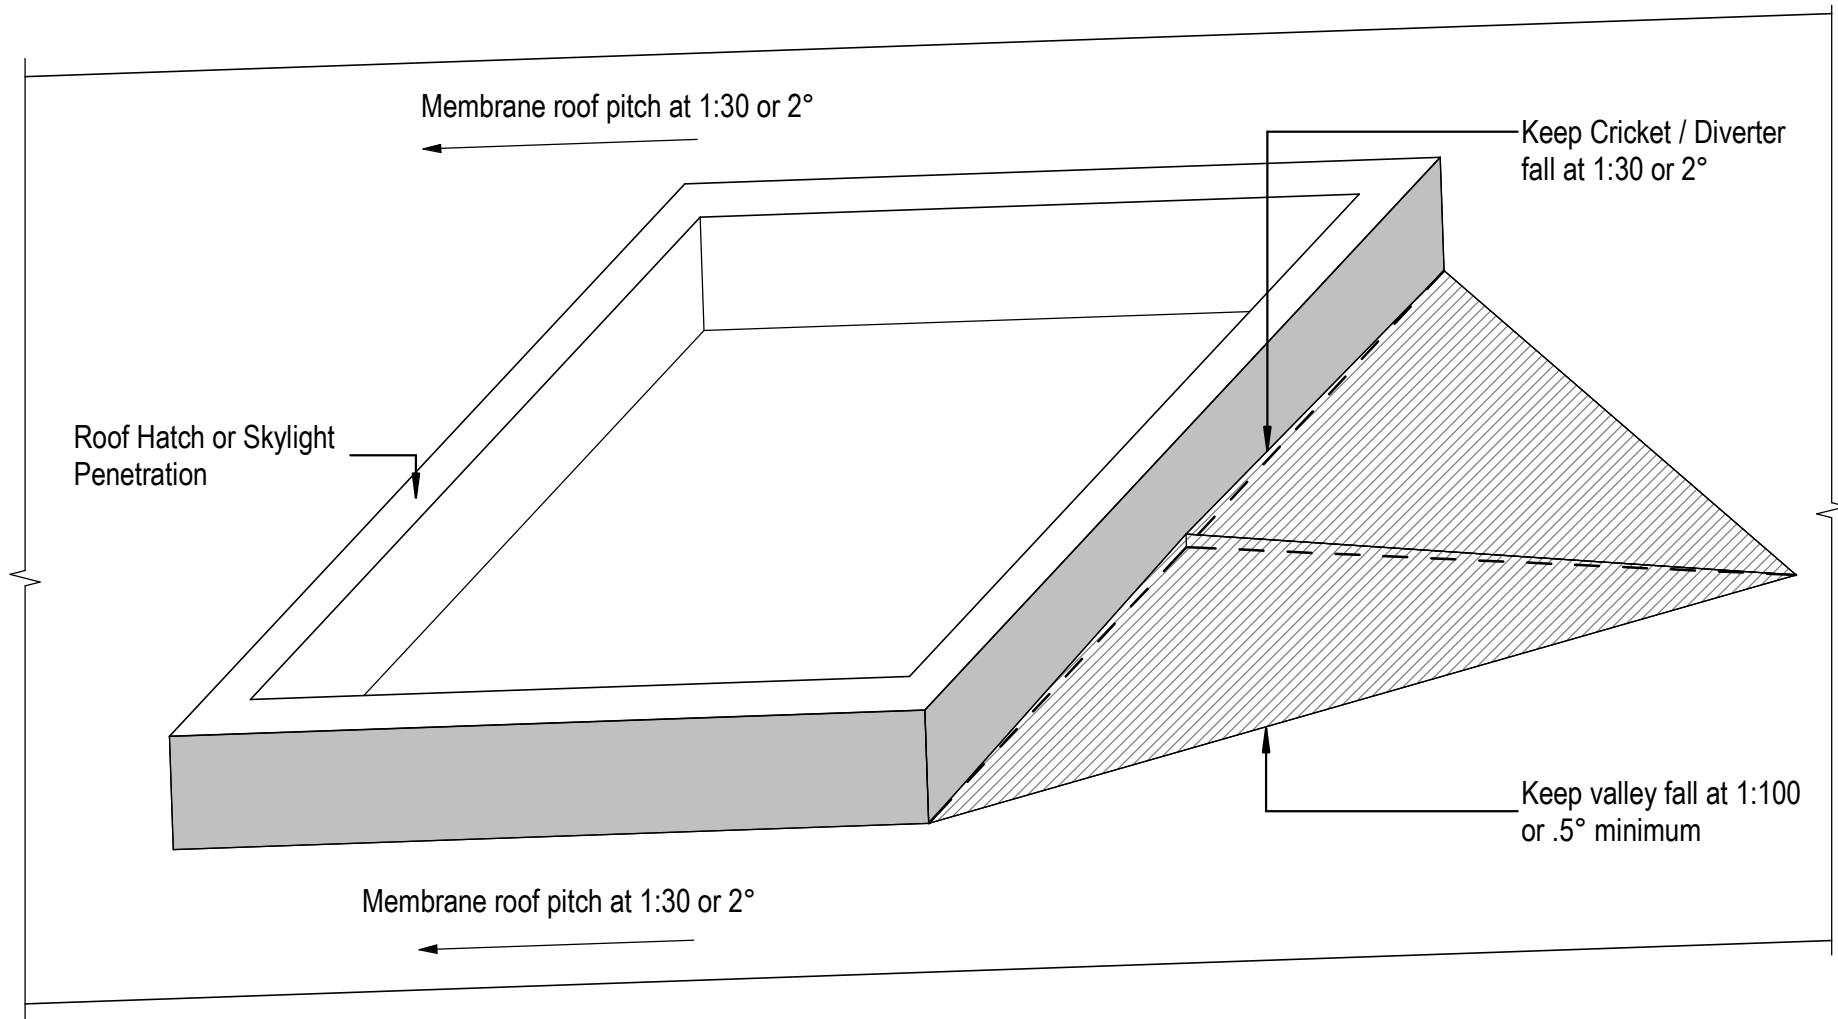 Membrane roof pitch at 1:30 or 2°
Keep Cricket / Diverter
fall at 1:30 or 2°
Roof Hatch or Skylight
Penetration
Keep valley fall at 1:100
or .5° minimum
Membrane roof pitch at 1:30 or 2°